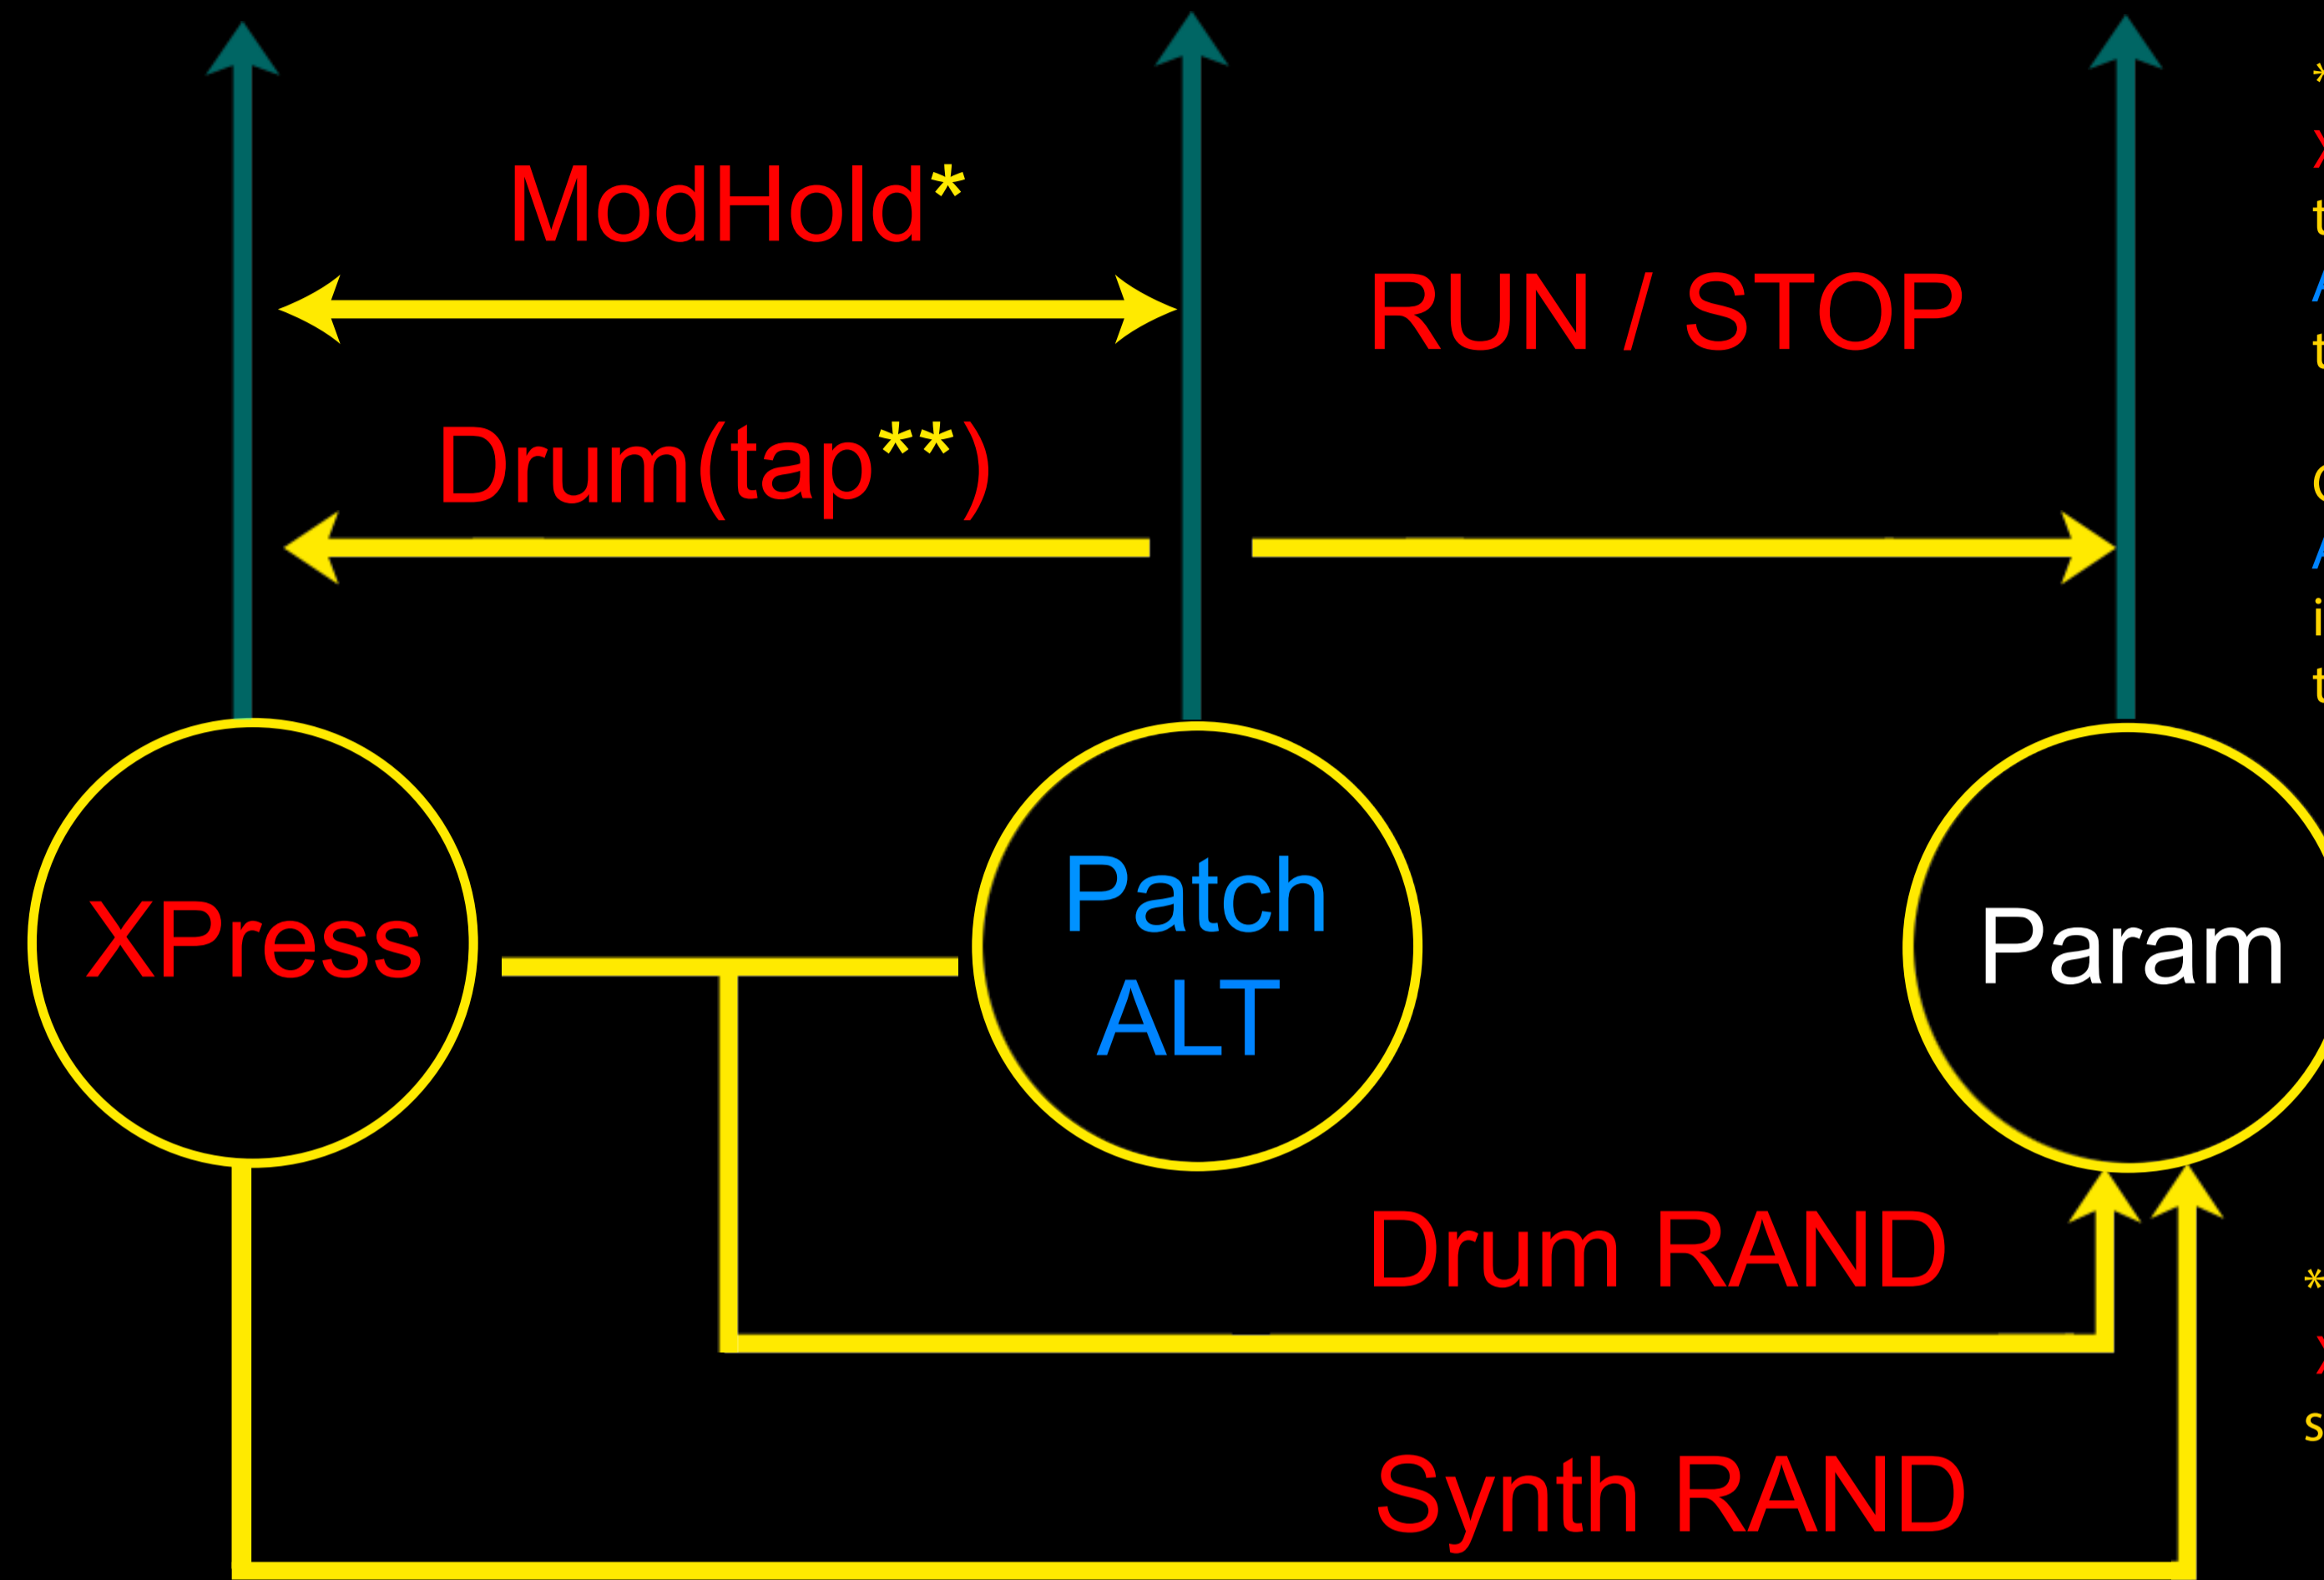 ModHold*
RUN / STOP
Drum(tap**)
XPress
Patch
ALT
Param
Drum RAND
Synth RAND